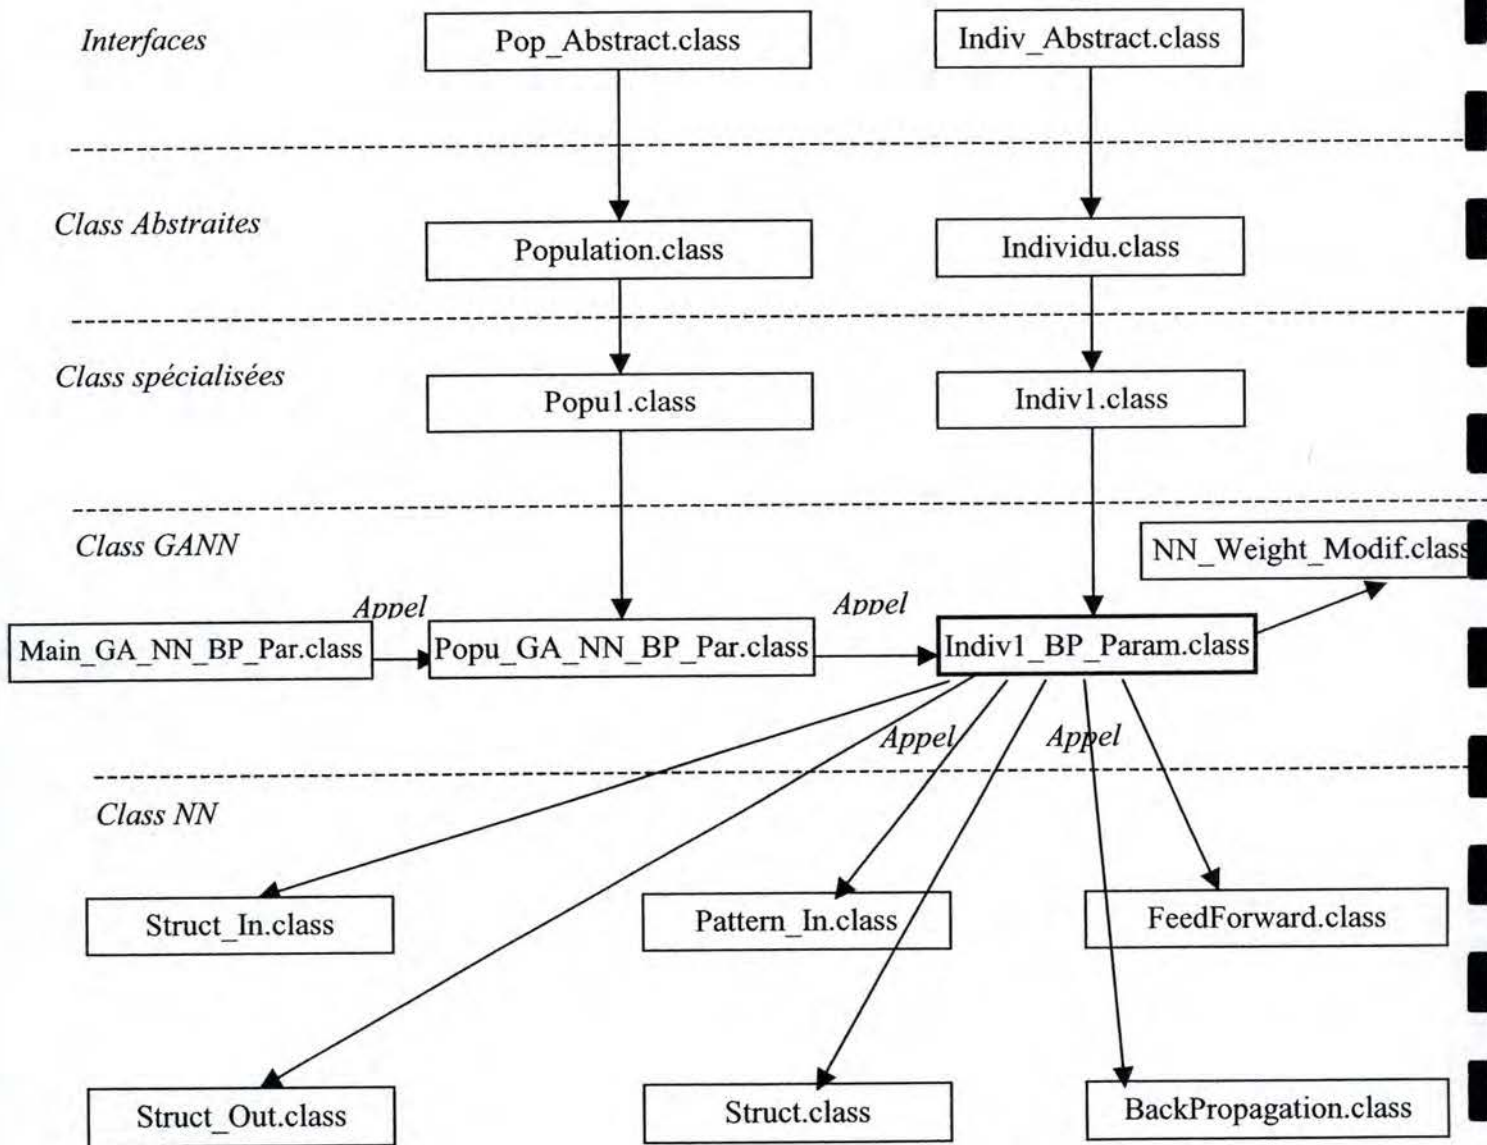 Interfaces
Pop_Abstract.class
Indiv_Abstract.class
Class Abstraites
Population.class
Individu.class
Class spécialisées
Popu1.class
Indiv1.class
Class GANN
NN_Weight_Modif.class
Appel
Appel
Main_GA_NN_BP_Par.class
Popu_GA_NN_BP_Par.class
Indiv1_BP_Param.class
Appel
Appel
Class NN
Struct_In.class
Pattern_In.class
FeedForward.class
Struct_Out.class
Struct.class
BackPropagation.class